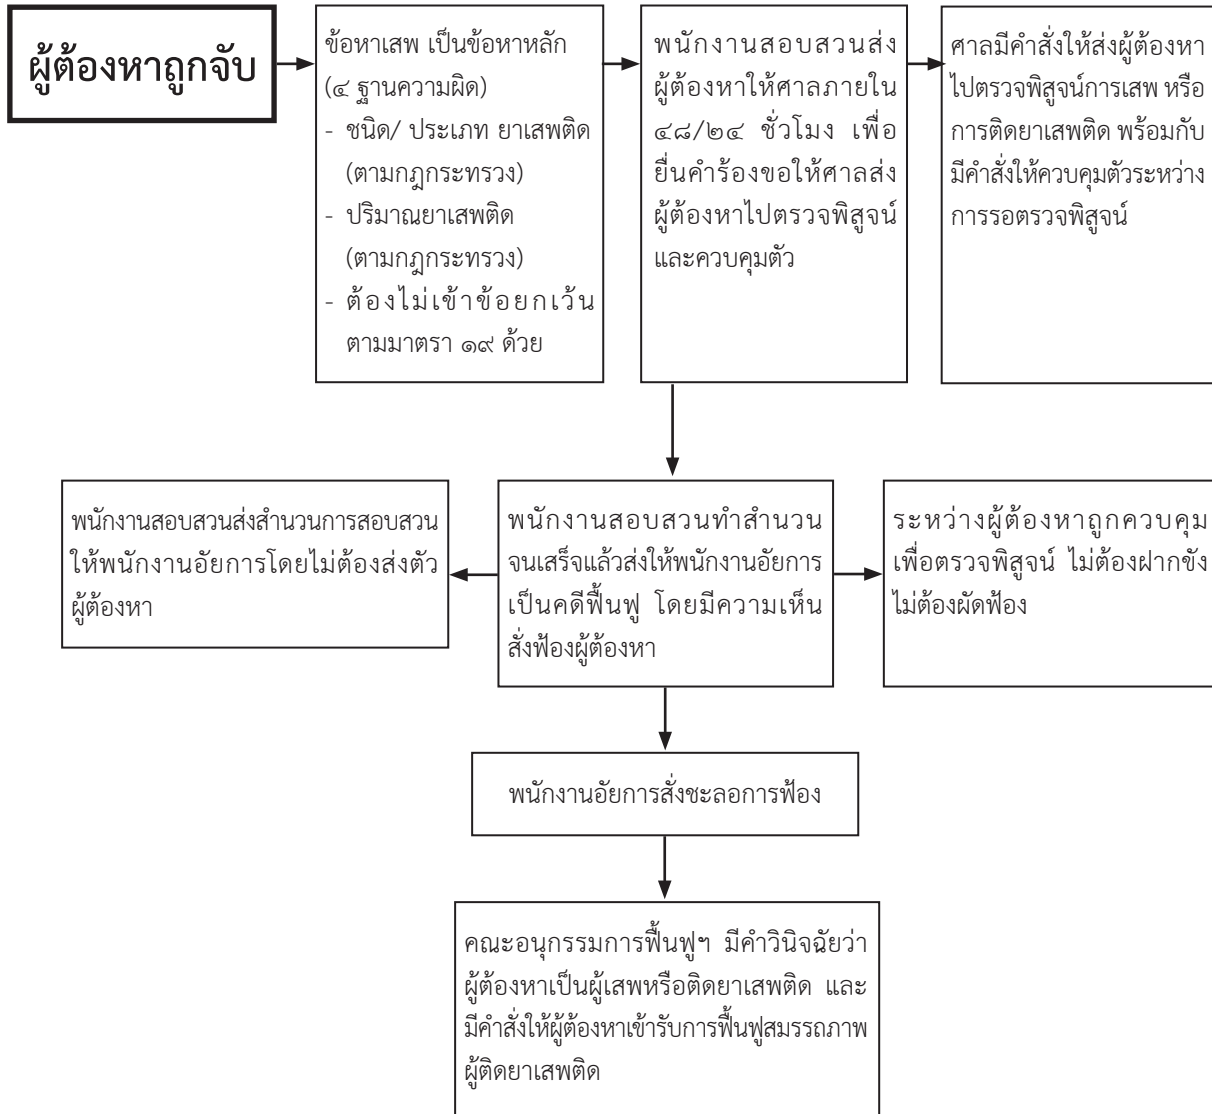 ผู้ต้องหาถูกจับ
ข้อหาเสพ เป็นข้อหาหลัก
(๔ ฐานความผิด)
- ชนิด/ ประเภท ยาเสพติด
(ตามกฎกระทรวง)
- ปริมาณยาเสพติด
(ตามกฎกระทรวง)
- ต้องไม่เข้าข้อยกเว้น
ตามมาตรา ๑๙ ด้วย
พนักงานสอบสวนส่ง
ผู้ต้องหาให้ศาลภายใน
๔๘/๒๔ ชั่วโมง เพื่อ
ยื่นคำร้องขอให้ศาลส่ง
ผู้ต้องหาไปตรวจพิสูจน์
และควบคุมตัว
ศาลมีคำสั่งให้ส่งผู้ต้องหา
ไปตรวจพิสูจน์การเสพ หรือ
การติดยาเสพติด พร้อมกับ
มีคำสั่งให้ควบคุมตัวระหว่าง
การรอตรวจพิสูจน์
พนักงานสอบสวนส่งสำนวนการสอบสวน
ให้พนักงานอัยการโดยไม่ต้องส่งตัว
ผู้ต้องหา
พนักงานสอบสวนทำสำนวน
จนเสร็จแล้วส่งให้พนักงานอัยการ
เป็นคดีฟื้นฟู โดยมีความเห็น
สั่งฟ้องผู้ต้องหา
ระหว่างผู้ต้องหาถูกควบคุม
เพื่อตรวจพิสูจน์ ไม่ต้องฝากขัง
ไม่ต้องผัดฟ้อง
พนักงานอัยการสั่งชะลอการฟ้อง
คณะอนุกรรมการฟื้นฟูฯ มีคำวินิจฉัยว่า
ผู้ต้องหาเป็นผู้เสพหรือติดยาเสพติด และ
มีคำสั่งให้ผู้ต้องหาเข้ารับการฟื้นฟูสมรรถภาพ
ผู้ติดยาเสพติด